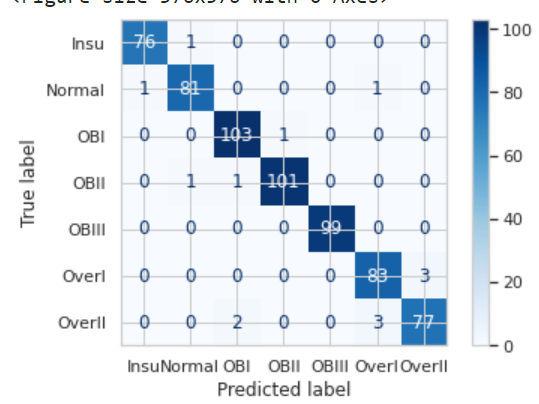 <Figure size 576x576 with 0 Axes>
Insu 76 1 0 0 0 0 0 100
Normal 1 81 0 0 0 1 0 80
OBI 0 0 103 1 0 0 0
OBII 0 1 1 101 0 0 0 60
OBIII 0 0 0 0 99 0 0 40
OverI 0 0 0 0 0 83 3 20
OverII 0 0 2 0 0 3 77 0
True label
Insu Normal OBI OBII OBIII OverI OverII
Predicted label